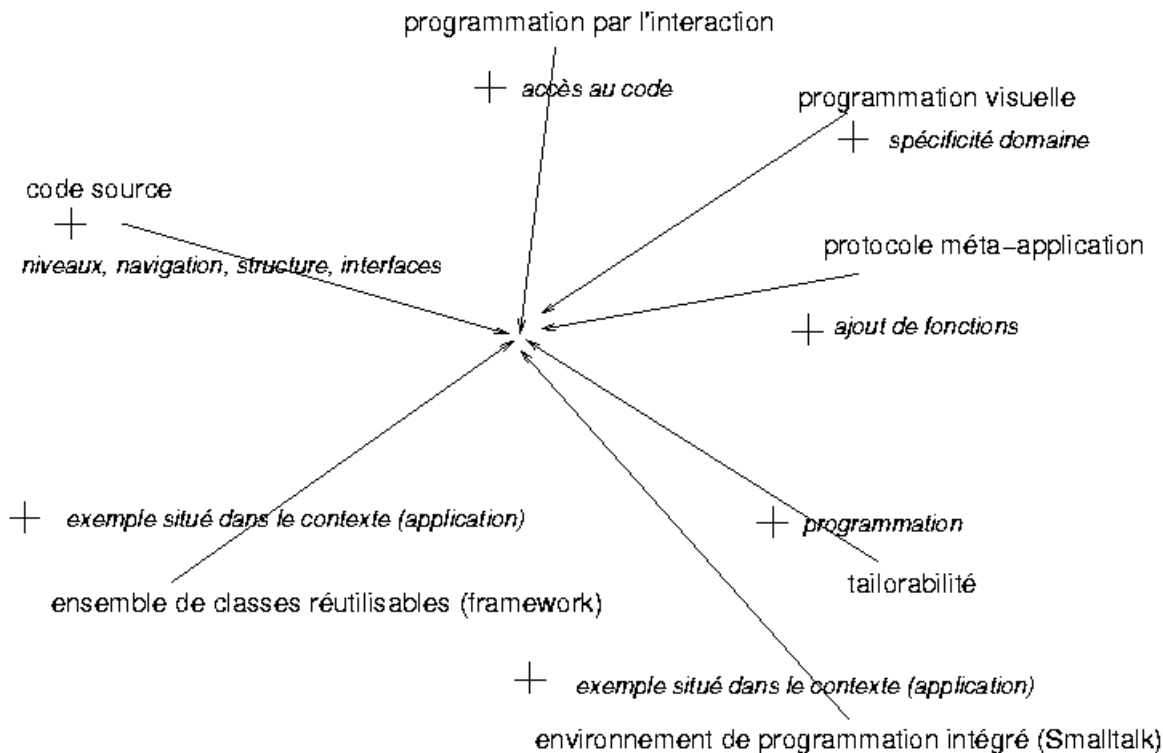 programmation par l'interaction
accès au code
programmation visuelle
spécificité domaine
code source
niveaux, navigation, structure, interfaces
protocole méta-application
ajout de fonctions
exemple situé dans le contexte (application)
programmation
tailorabilité
ensemble de classes réutilisables (framework)
exemple situé dans le contexte (application)
environnement de programmation intégré (Smalltalk)